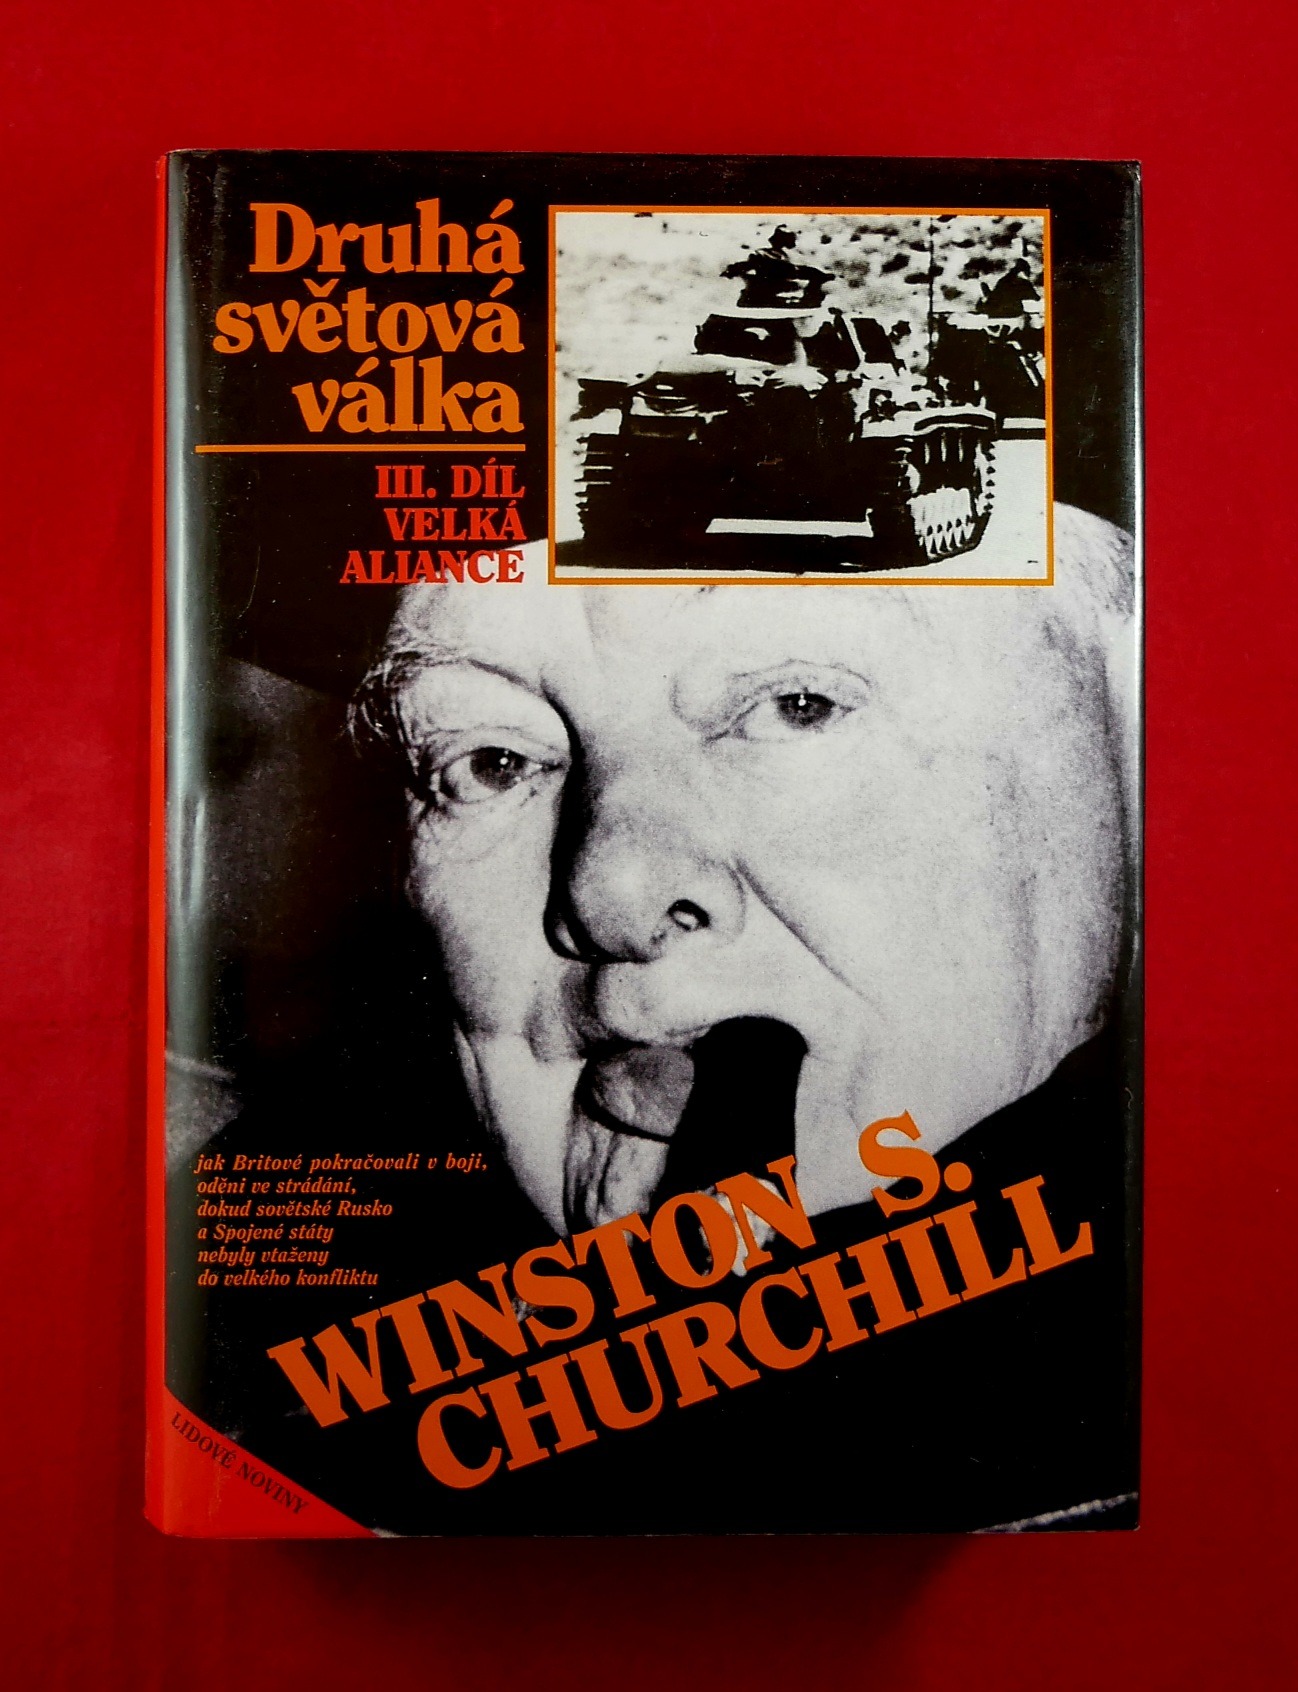 Druhá
světová
válka
III. DÍL
VELKÁ
ALIANCE
jak Britové pokračovali v boji,
oděni ve strádání,
dokud sovětské Rusko
a Spojené státy
nebyly vtaženy
do velkého konfliktu
WINSTON S.
CHURCHILL
LIDOVÉ NOVINY